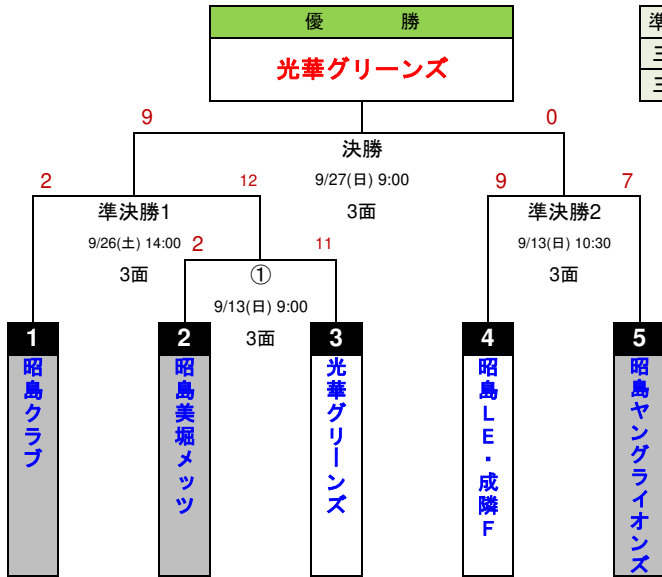 優 勝
光華グリーンズ
準
三
三
9
0
決勝
9/27(日) 9:00
3面
2
12
9
7
準決勝1
9/26(土) 14:00
3面
準決勝2
9/13(日) 10:30
3面
2
11
①
9/13(日) 9:00
3面
1
昭島クラブ
2
昭島美堀メッツ
3
光華グリーンズ
4
昭島LE・成隣F
5
昭島ヤングライオンズ